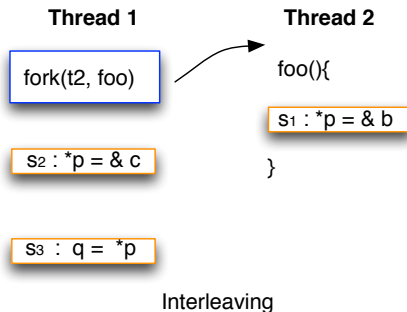 Thread 1
Thread 2
fork(t2, foo)
foo(){
s1 : *p = & b
s2 : *p = & c
}
s3 : q = *p
Interleaving